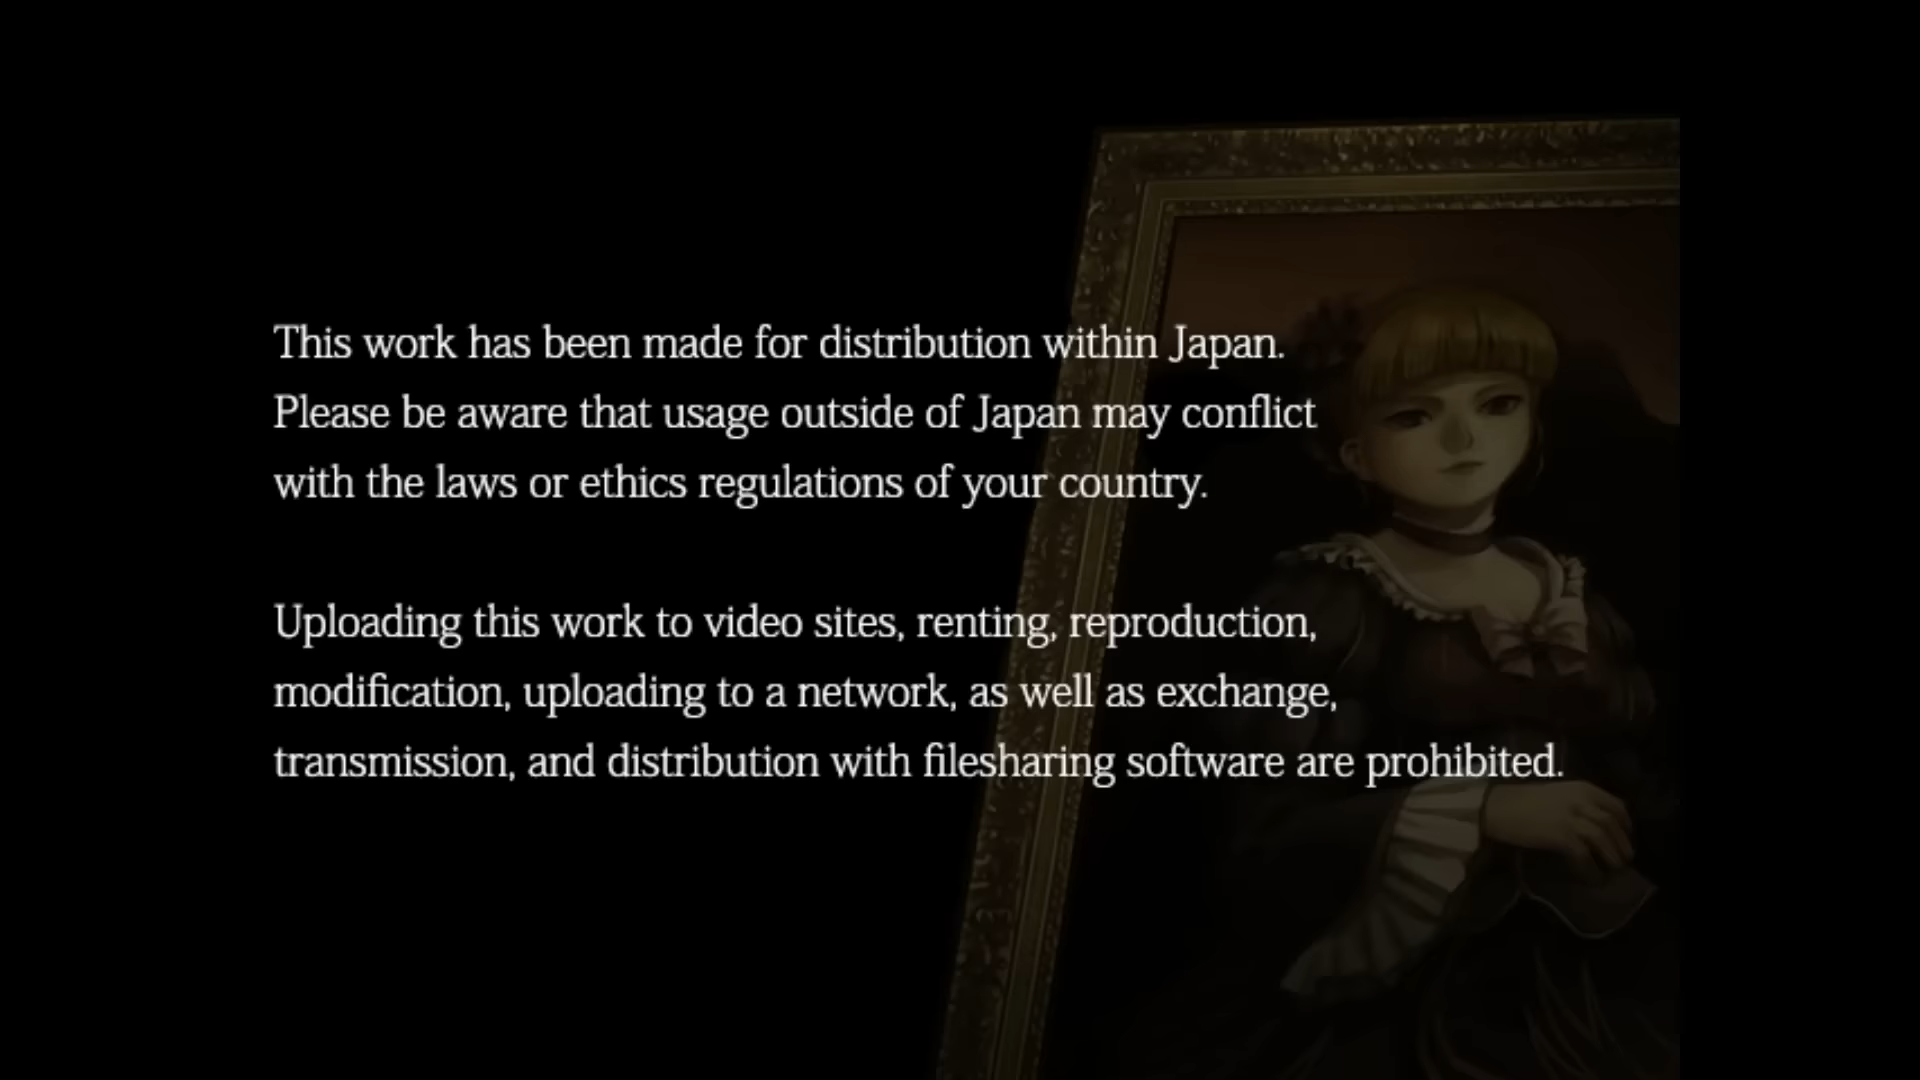 This work has been made for distribution within Japan.
Please be aware that usage outside of Japan may conflict
with the laws or ethics regulations of your country.
Uploading this work to video sites, renting, reproduction,
modification, uploading to a network, as well as exchange,
transmission, and distribution with filesharing software are prohibited.